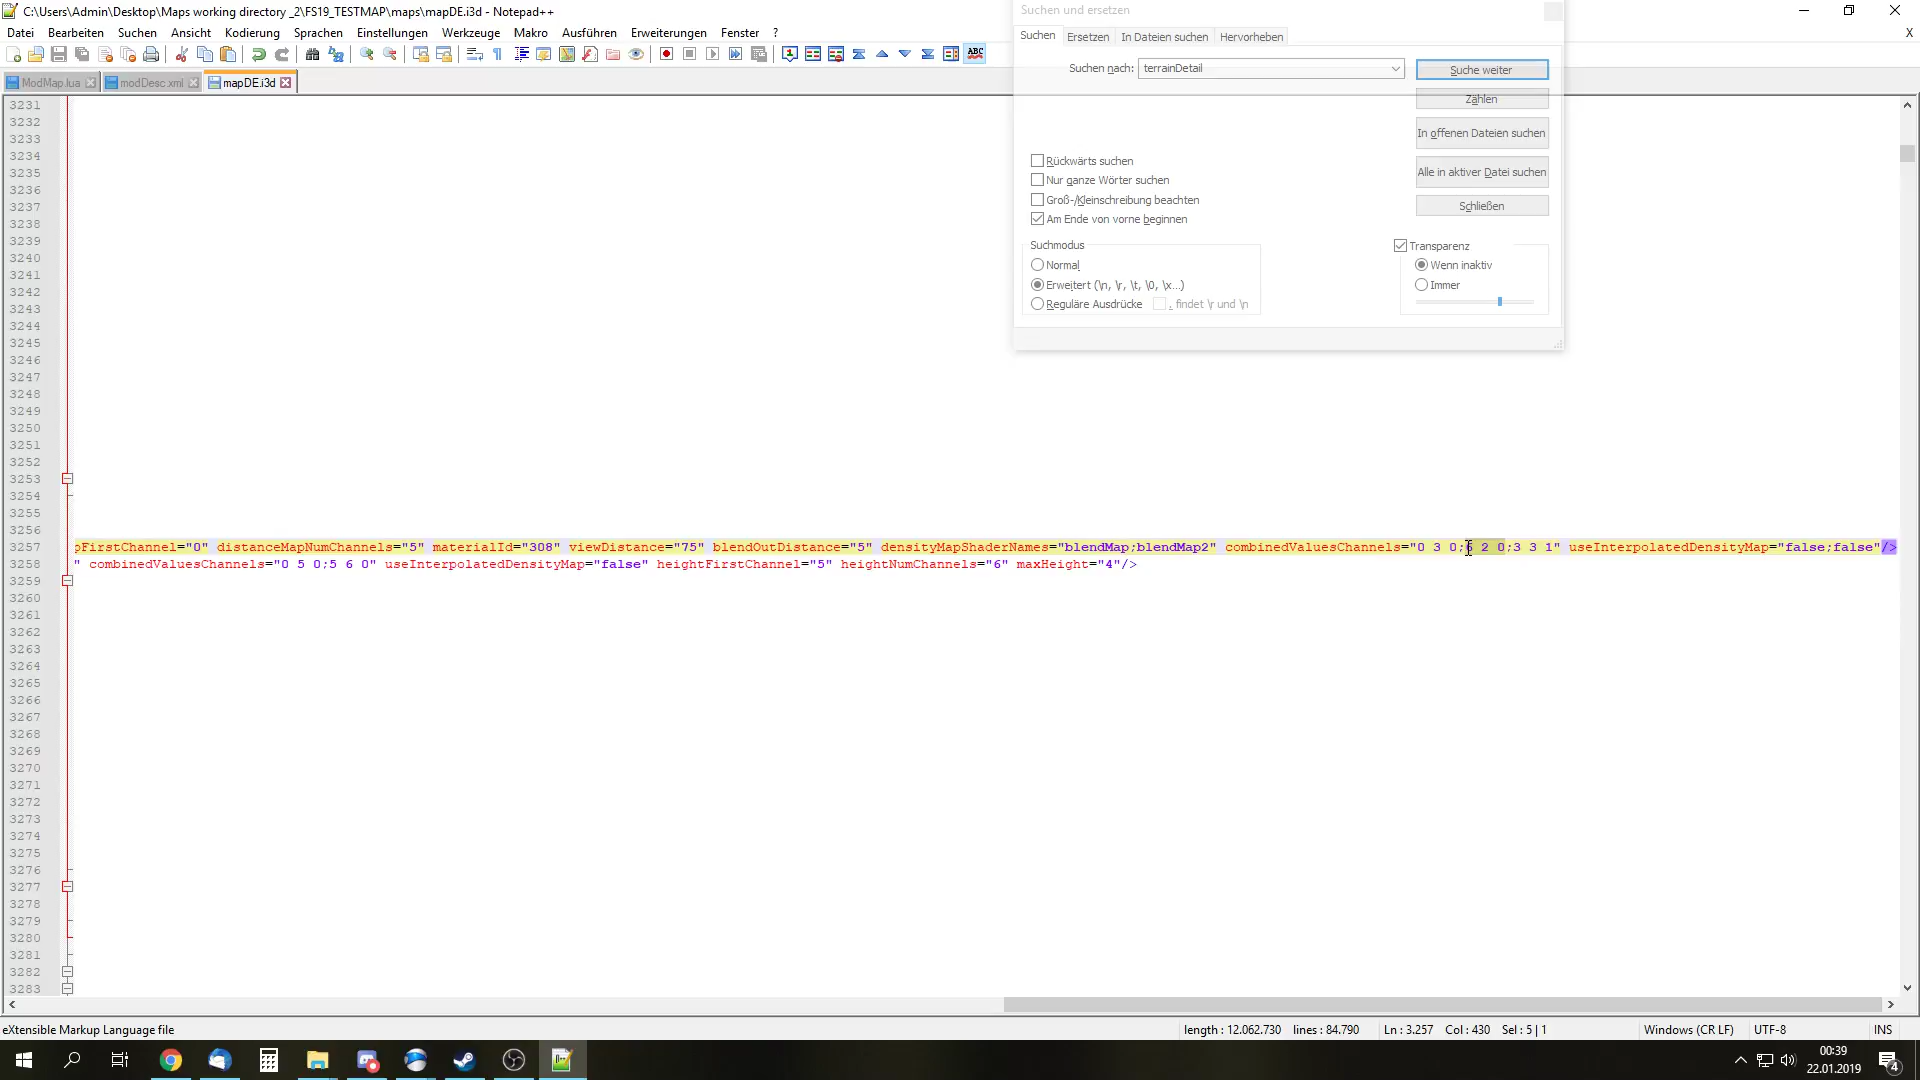 C:\Users\Admin\Desktop\Maps working directory _2\FS19_TESTMAP\maps\mapDE.i3d - Notepad++
Datei Bearbeiten Suchen Ansicht Kodierung Sprachen Einstellungen Werkzeuge Makro Ausführen Erweiterungen Fenster ? X
ModMap.lua modDesc.xml mapDE.i3d
Suchen und ersetzen
Suchen Ersetzen In Dateien suchen Hervorheben
Suchen nach: terrainDetail Suche weiter
Zählen
In offenen Dateien suchen
Alle in aktiver Datei suchen
Schließen
Rückwärts suchen
Nur ganze Wörter suchen
Groß-/Kleinschreibung beachten
Am Ende von vorne beginnen
Suchmodus
Normal
Erweitert (\n, \r, \t, \0, \x...)
Reguläre Ausdrücke . findet \r und \n
Transparenz
Wenn inaktiv
Immer
3231
3232
3233
3234
3235
3236
3237
3238
3239
3240
3241
3242
3243
3244
3245
3246
3247
3248
3249
3250
3251
3252
3253
3254
3255
3256
3257 pFirstChannel="0" distanceMapNumChannels="5" materialId="308" viewDistance="75" blendOutDistance="5" densityMapShaderNames="blendMap;blendMap2" combinedValuesChannels="0 3 0;6 2 0;3 3 1" useInterpolatedDensityMap="false;false"/>
3258 " combinedValuesChannels="0 5 0;5 6 0" useInterpolatedDensityMap="false" heightFirstChannel="5" heightNumChannels="6" maxHeight="4"/>
3259
3260
3261
3262
3263
3264
3265
3266
3267
3268
3269
3270
3271
3272
3273
3274
3275
3276
3277
3278
3279
3280
3281
3282
3283
eXtensible Markup Language file length : 12.062.730 lines : 84.790 Ln : 3.257 Col : 430 Sel : 5 | 1 Windows (CR LF) UTF-8 INS
00:39
22.01.2019
4